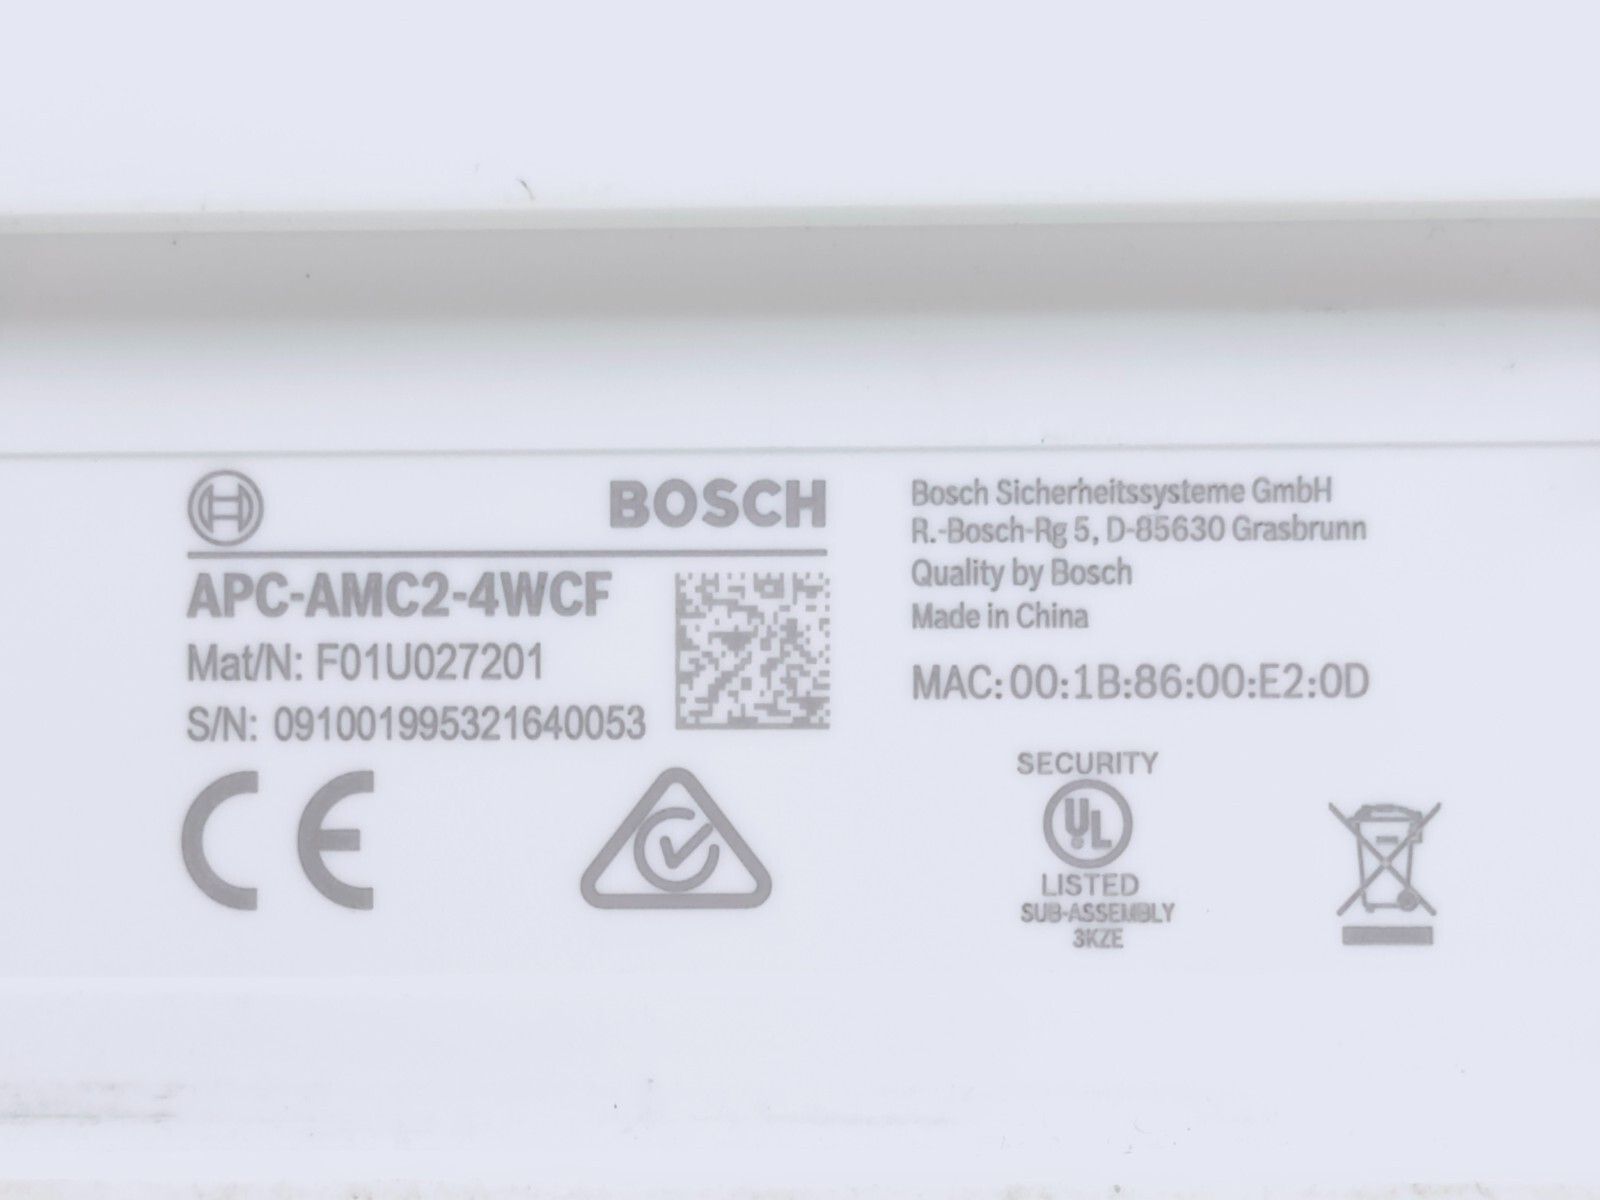 BOSCH
APC-AMC2-4WCF
Mat/N: F01U027201
S/N: 091001995321640053
CE
Bosch Sicherheitssysteme GmbH
R.-Bosch-Rg 5, D-85630 Grasbrunn
Quality by Bosch
Made in China
MAC:00:1B:86:00:E2:0D
SECURITY
UL
LISTED
SUB-ASSEMBLY
3KZE